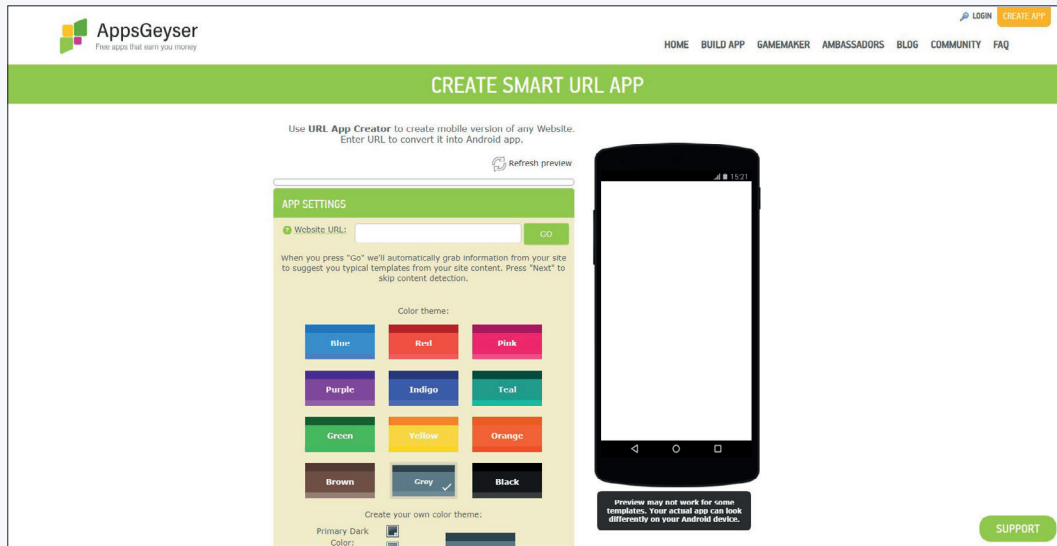 AppsGeyser
Free apps that earn you money
LOGIN
CREATE APP
HOME BUILD APP GAMEMAKER AMBASSADORS BLOG COMMUNITY FAQ
CREATE SMART URL APP
Use URL App Creator to create mobile version of any Website.
Enter URL to convert it into Android app.
Refresh preview
APP SETTINGS
? Website URL:
GO
When you press "Go" we'll automatically grab information from your site
to suggest you typical templates from your site content. Press "Next" to
skip content detection.
Color theme:
Blue Red Pink
Purple Indigo Teal
Green Yellow Orange
Brown Grey Black
Create your own color theme:
Primary Dark
Color:
15:21
Preview may not work for some
templates. Your actual app can look
differently on your Android device.
SUPPORT